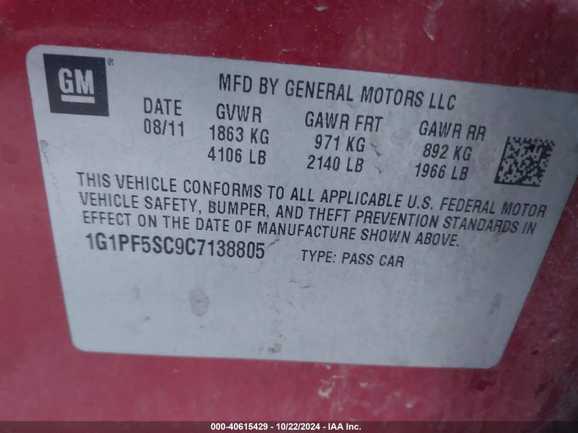 GM ®
MFD BY GENERAL MOTORS LLC
DATE GVWR GAWR FRT GAWR RR
08/11 1863 KG 971 KG 892 KG
4106 LB 2140 LB 1966 LB
THIS VEHICLE CONFORMS TO ALL APPLICABLE U.S. FEDERAL MOTOR
VEHICLE SAFETY, BUMPER, AND THEFT PREVENTION STANDARDS IN
EFFECT ON THE DATE OF MANUFACTURE SHOWN ABOVE.
1G1PF5SC9C7138805 TYPE: PASS CAR
000-40615429 - 10/22/2024 - IAA Inc.